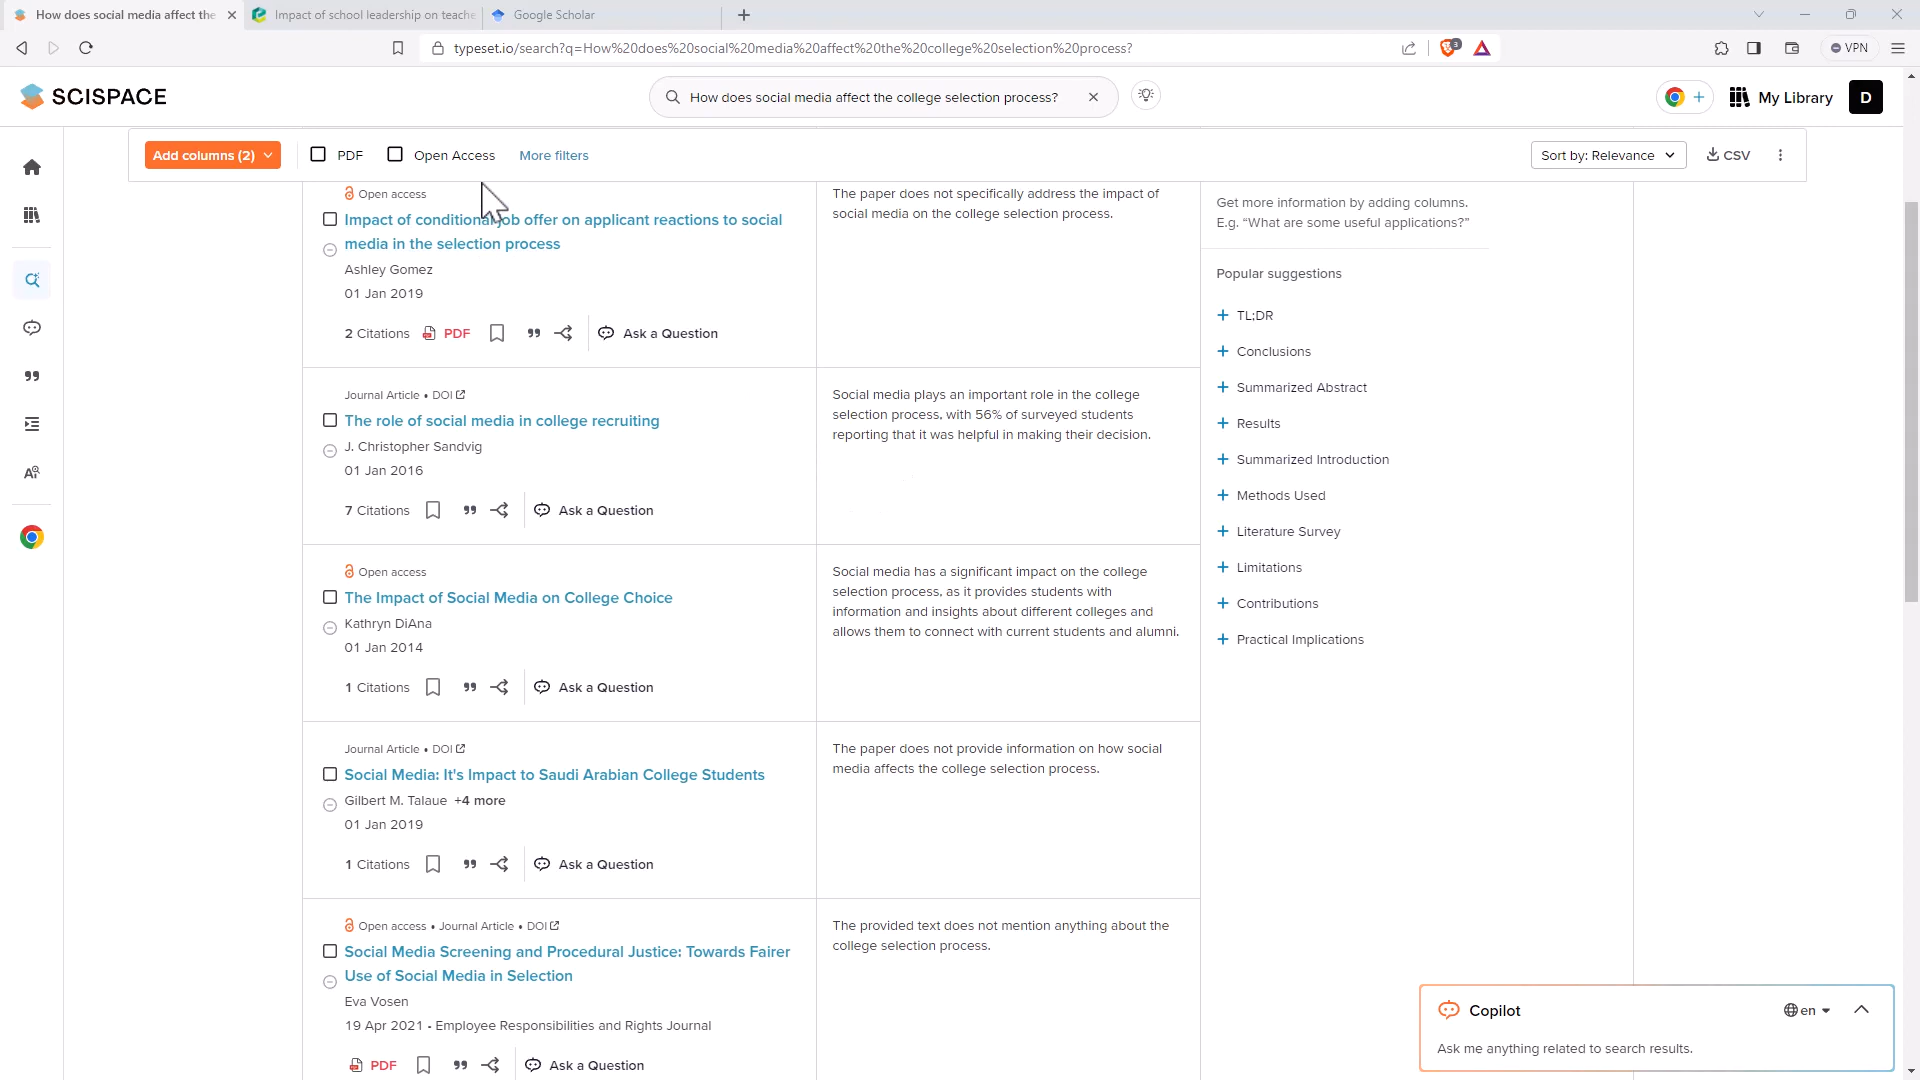 How does social media affect the
Impact of school leadership on teache
Google Scholar
typeset.io/search?q=How%20does%20social%20media%20affect%20the%20college%20selection%20process?
3
VPN
SCISPACE
How does social media affect the college selection process?
My Library
D
Add columns (2)
PDF
Open Access
More filters
Sort by: Relevance
CSV
Open access
Impact of conditional job offer on applicant reactions to social
media in the selection process
Ashley Gomez
01 Jan 2019
2 Citations
PDF
Ask a Question
The paper does not specifically address the impact of
social media on the college selection process.
Journal Article • DOI
The role of social media in college recruiting
J. Christopher Sandvig
01 Jan 2016
7 Citations
Ask a Question
Social media plays an important role in the college
selection process, with 56% of surveyed students
reporting that it was helpful in making their decision.
Open access
The Impact of Social Media on College Choice
Kathryn DiAna
01 Jan 2014
1 Citations
Ask a Question
Social media has a significant impact on the college
selection process, as it provides students with
information and insights about different colleges and
allows them to connect with current students and alumni.
Journal Article • DOI
Social Media: It's Impact to Saudi Arabian College Students
Gilbert M. Talaue +4 more
01 Jan 2019
1 Citations
Ask a Question
The paper does not provide information on how social
media affects the college selection process.
Open access • Journal Article • DOI
Social Media Screening and Procedural Justice: Towards Fairer
Use of Social Media in Selection
Eva Vosen
19 Apr 2021 - Employee Responsibilities and Rights Journal
PDF
Ask a Question
The provided text does not mention anything about the
college selection process.
Get more information by adding columns.
E.g. “What are some useful applications?”
Popular suggestions
+ TL;DR
+ Conclusions
+ Summarized Abstract
+ Results
+ Summarized Introduction
+ Methods Used
+ Literature Survey
+ Limitations
+ Contributions
+ Practical Implications
Copilot
en
Ask me anything related to search results.